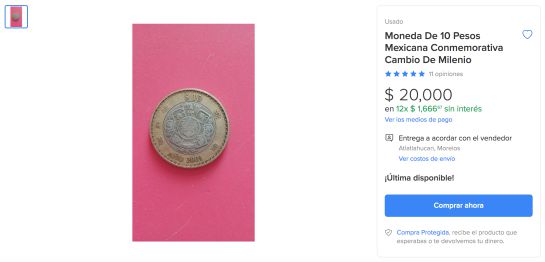 Usado
Moneda De 10 Pesos
Mexicana Conmemorativa
Cambio De Milenio
11 opiniones
$ 20,000
en 12x $ 1,666⁶⁷ sin interés
Ver los medios de pago
Entrega a acordar con el vendedor
Atlatlahucan, Morelos
Ver costos de envío
¡Última disponible!
Comprar ahora
Compra Protegida, recibe el producto que
esperabas o te devolvemos tu dinero.